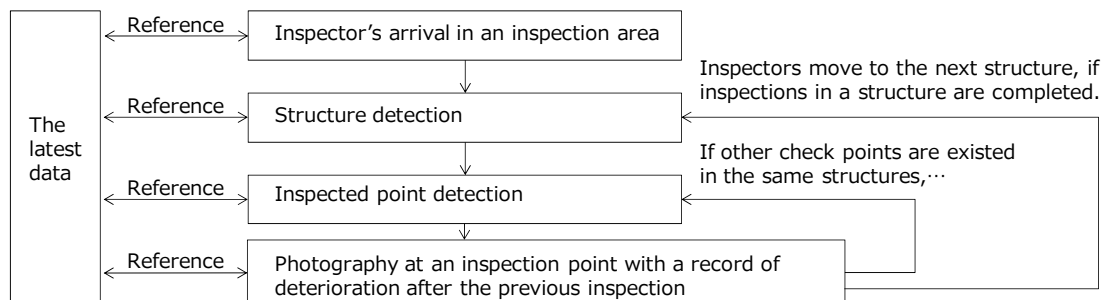 Reference
Inspector's arrival in an inspection area
Inspectors move to the next structure, if
inspections in a structure are completed.
Reference
Structure detection
The
latest
data
If other check points are existed
in the same structures,⋯
Reference
Inspected point detection
Reference
Photography at an inspection point with a record of
deterioration after the previous inspection